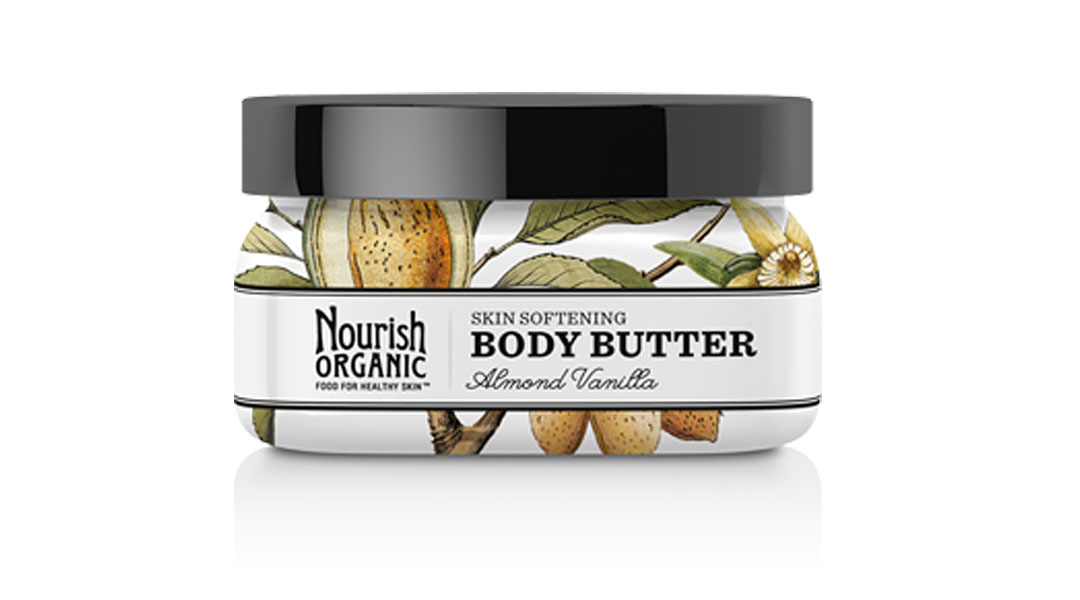 Nourish
ORGANIC
FOOD FOR HEALTHY SKIN™
SKIN SOFTENING
BODY BUTTER
Almond Vanilla